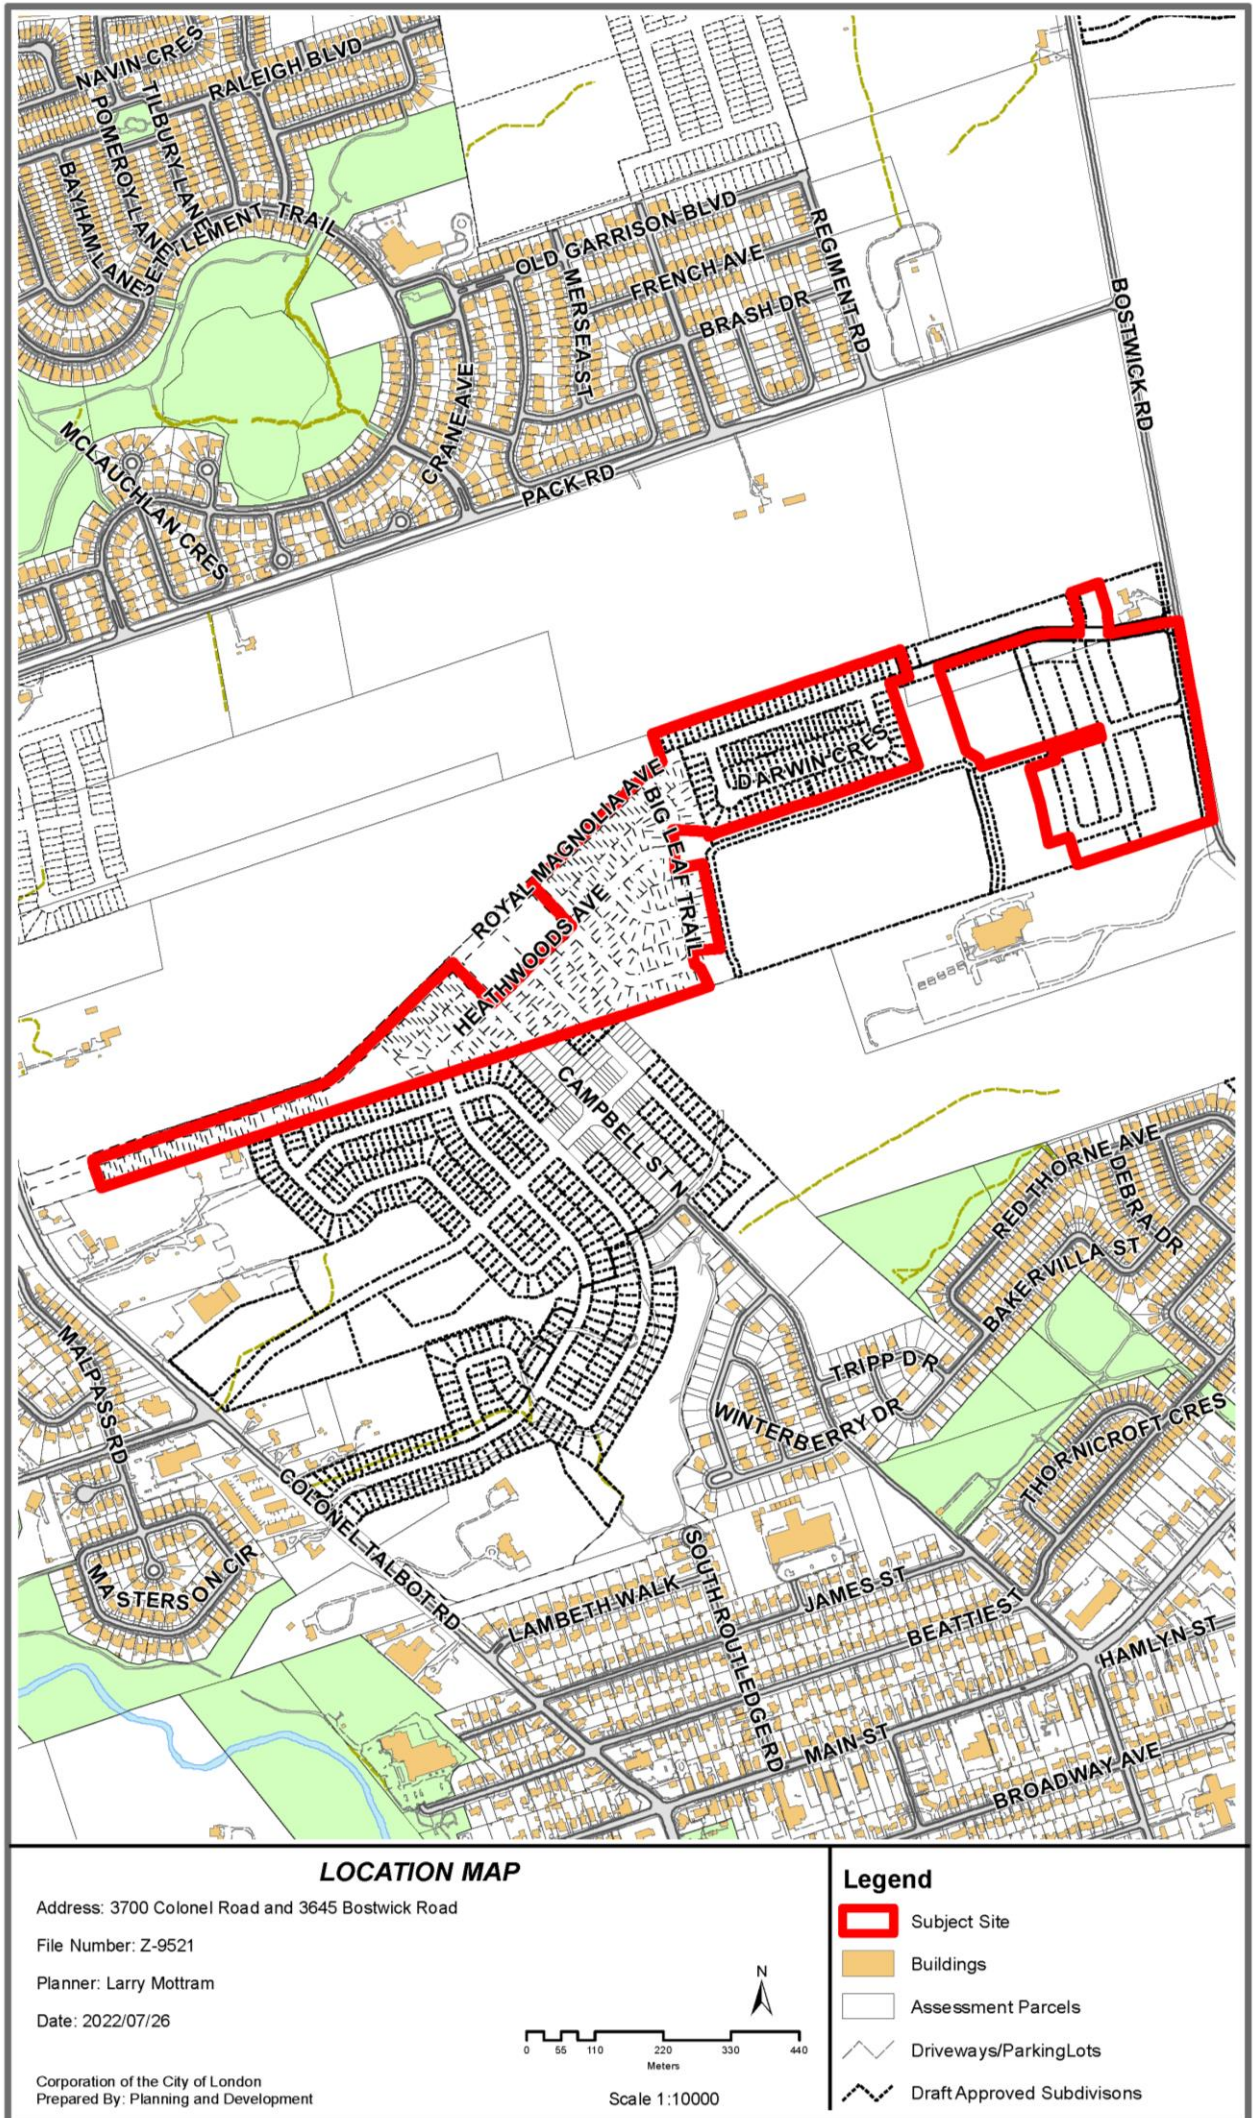 NAVIN CRES
RALEIGH BLVD
TILBURY LANE
POMEROY LANE
BAYHAM LANE
SETTLEMENT TRAIL
OLD GARRISON BLVD
REGIMENT RD
FRENCH AVE
MERSEA ST
BRASH DR
BOSTWICK RD
CRANE AVE
MCLAUCHLAN CRES
PACK RD
DARWIN CRES
ROYAL MAGNOLIA AVE
BIG LEAF TRAIL
HEATHWOODS AVE
CAMPBELL ST N
RED THORNE AVE
DEBRA DR
BAKERVILLA ST
MALPASS RD
TRIPP DR
WINTERBERRY DR
THORNICROFT CRES
COLONEL TALBOT RD
MASTERSON CIR
SOUTH ROUTLEDGE RD
LAMBETH WALK
JAMES ST
BEATTIE ST
HAMLYN ST
MAIN ST
BROADWAY AVE
LOCATION MAP
Address: 3700 Colonel Road and 3645 Bostwick Road
File Number: Z-9521
Planner: Larry Mottram
Date: 2022/07/26
Corporation of the City of London
Prepared By: Planning and Development
N
0 55 110 220 330 440
Meters
Scale 1:10000
Legend
Subject Site
Buildings
Assessment Parcels
Driveways/ParkingLots
Draft Approved Subdivisons